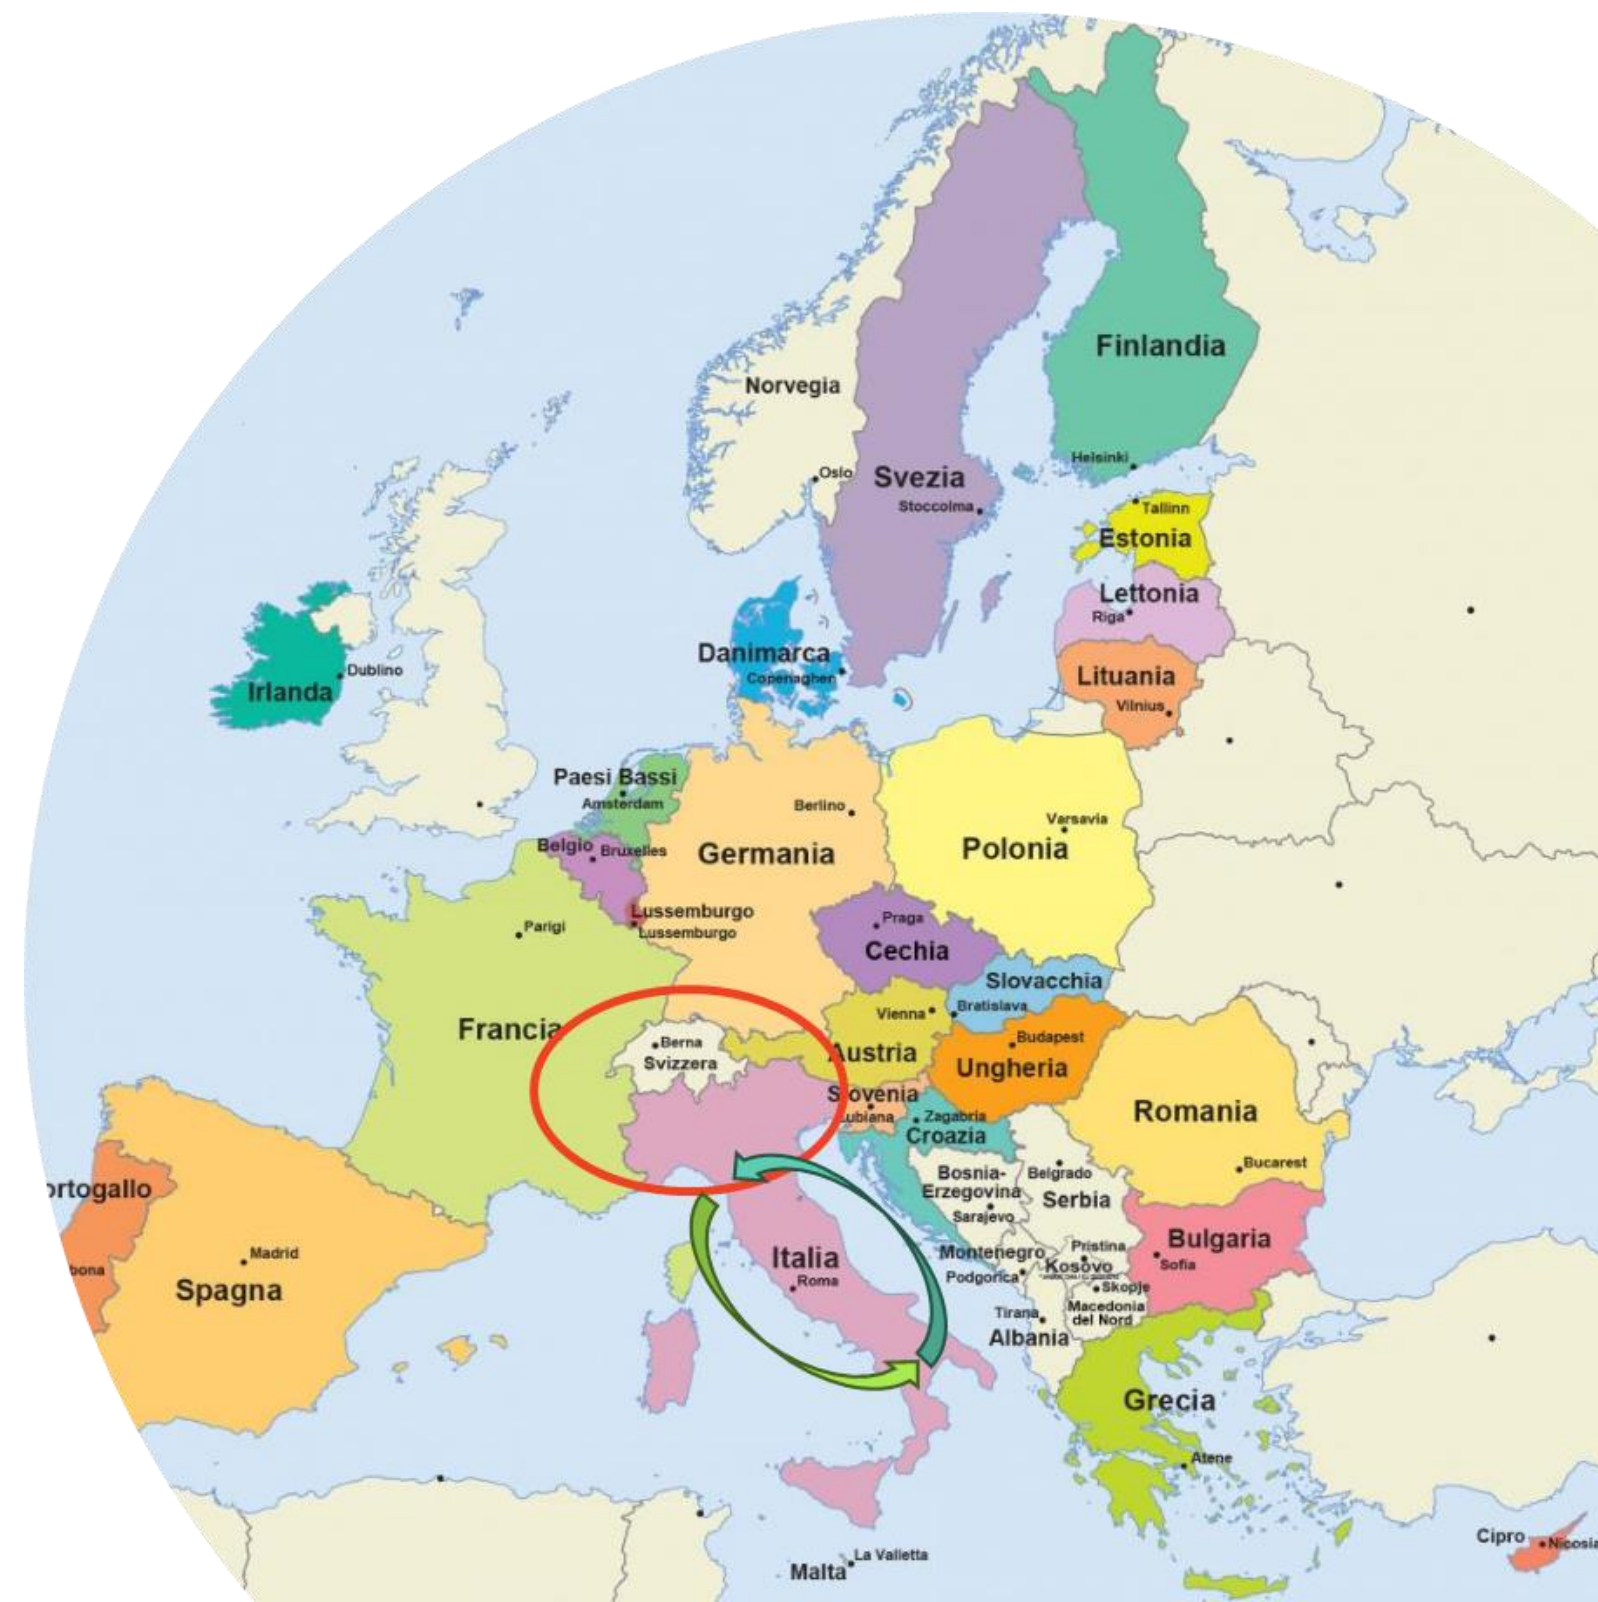 Finlandia
Norvegia
Helsinki
Oslo
Svezia
Stoccolma
Tallinn
Estonia
Lettonia
Riga
Danimarca
Copenaghen
Dublino
Irlanda
Lituania
Vilnius
Paesi Bassi
Amsterdam
Berlino
Varsavia
Belgio
Bruxelles
Germania
Polonia
Lussemburgo
Lussemburgo
Parigi
Praga
Cechia
Slovacchia
Bratislava
Vienna
Francia
Berna
Svizzera
Austria
Budapest
Ungheria
Slovenia
Lubiana
Zagabria
Croazia
Romania
Bucarest
Bosnia-
Erzegovina
Sarajevo
Belgrado
Serbia
ortogallo
bona
Madrid
Spagna
Italia
Roma
Montenegro
Podgorica
Pristina
Kosovo
Bulgaria
Sofia
Skopje
Macedonia
del Nord
Tirana
Albania
Grecia
Atene
Malta
La Valletta
Cipro
Nicosia